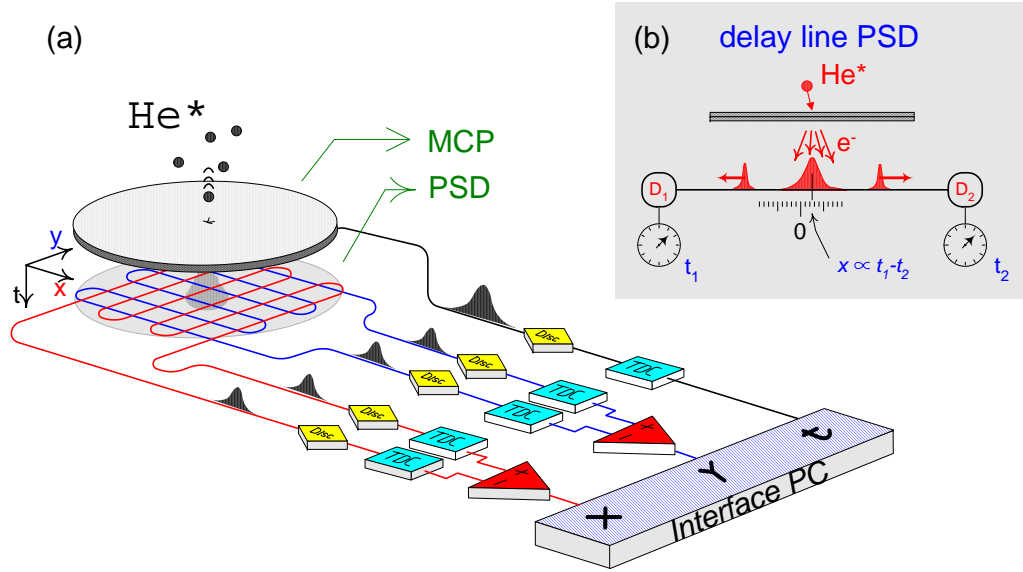 (a)
He*
MCP
PSD
y
x
t
Disc
TDC
Disc
Disc
TDC
TDC
Disc
Disc
TDC
TDC
+
−
+
−
X
Y
t
Interface PC
(b)
delay line PSD
He*
e-
D1
D2
0
t1
x ∝ t1-t2
t2